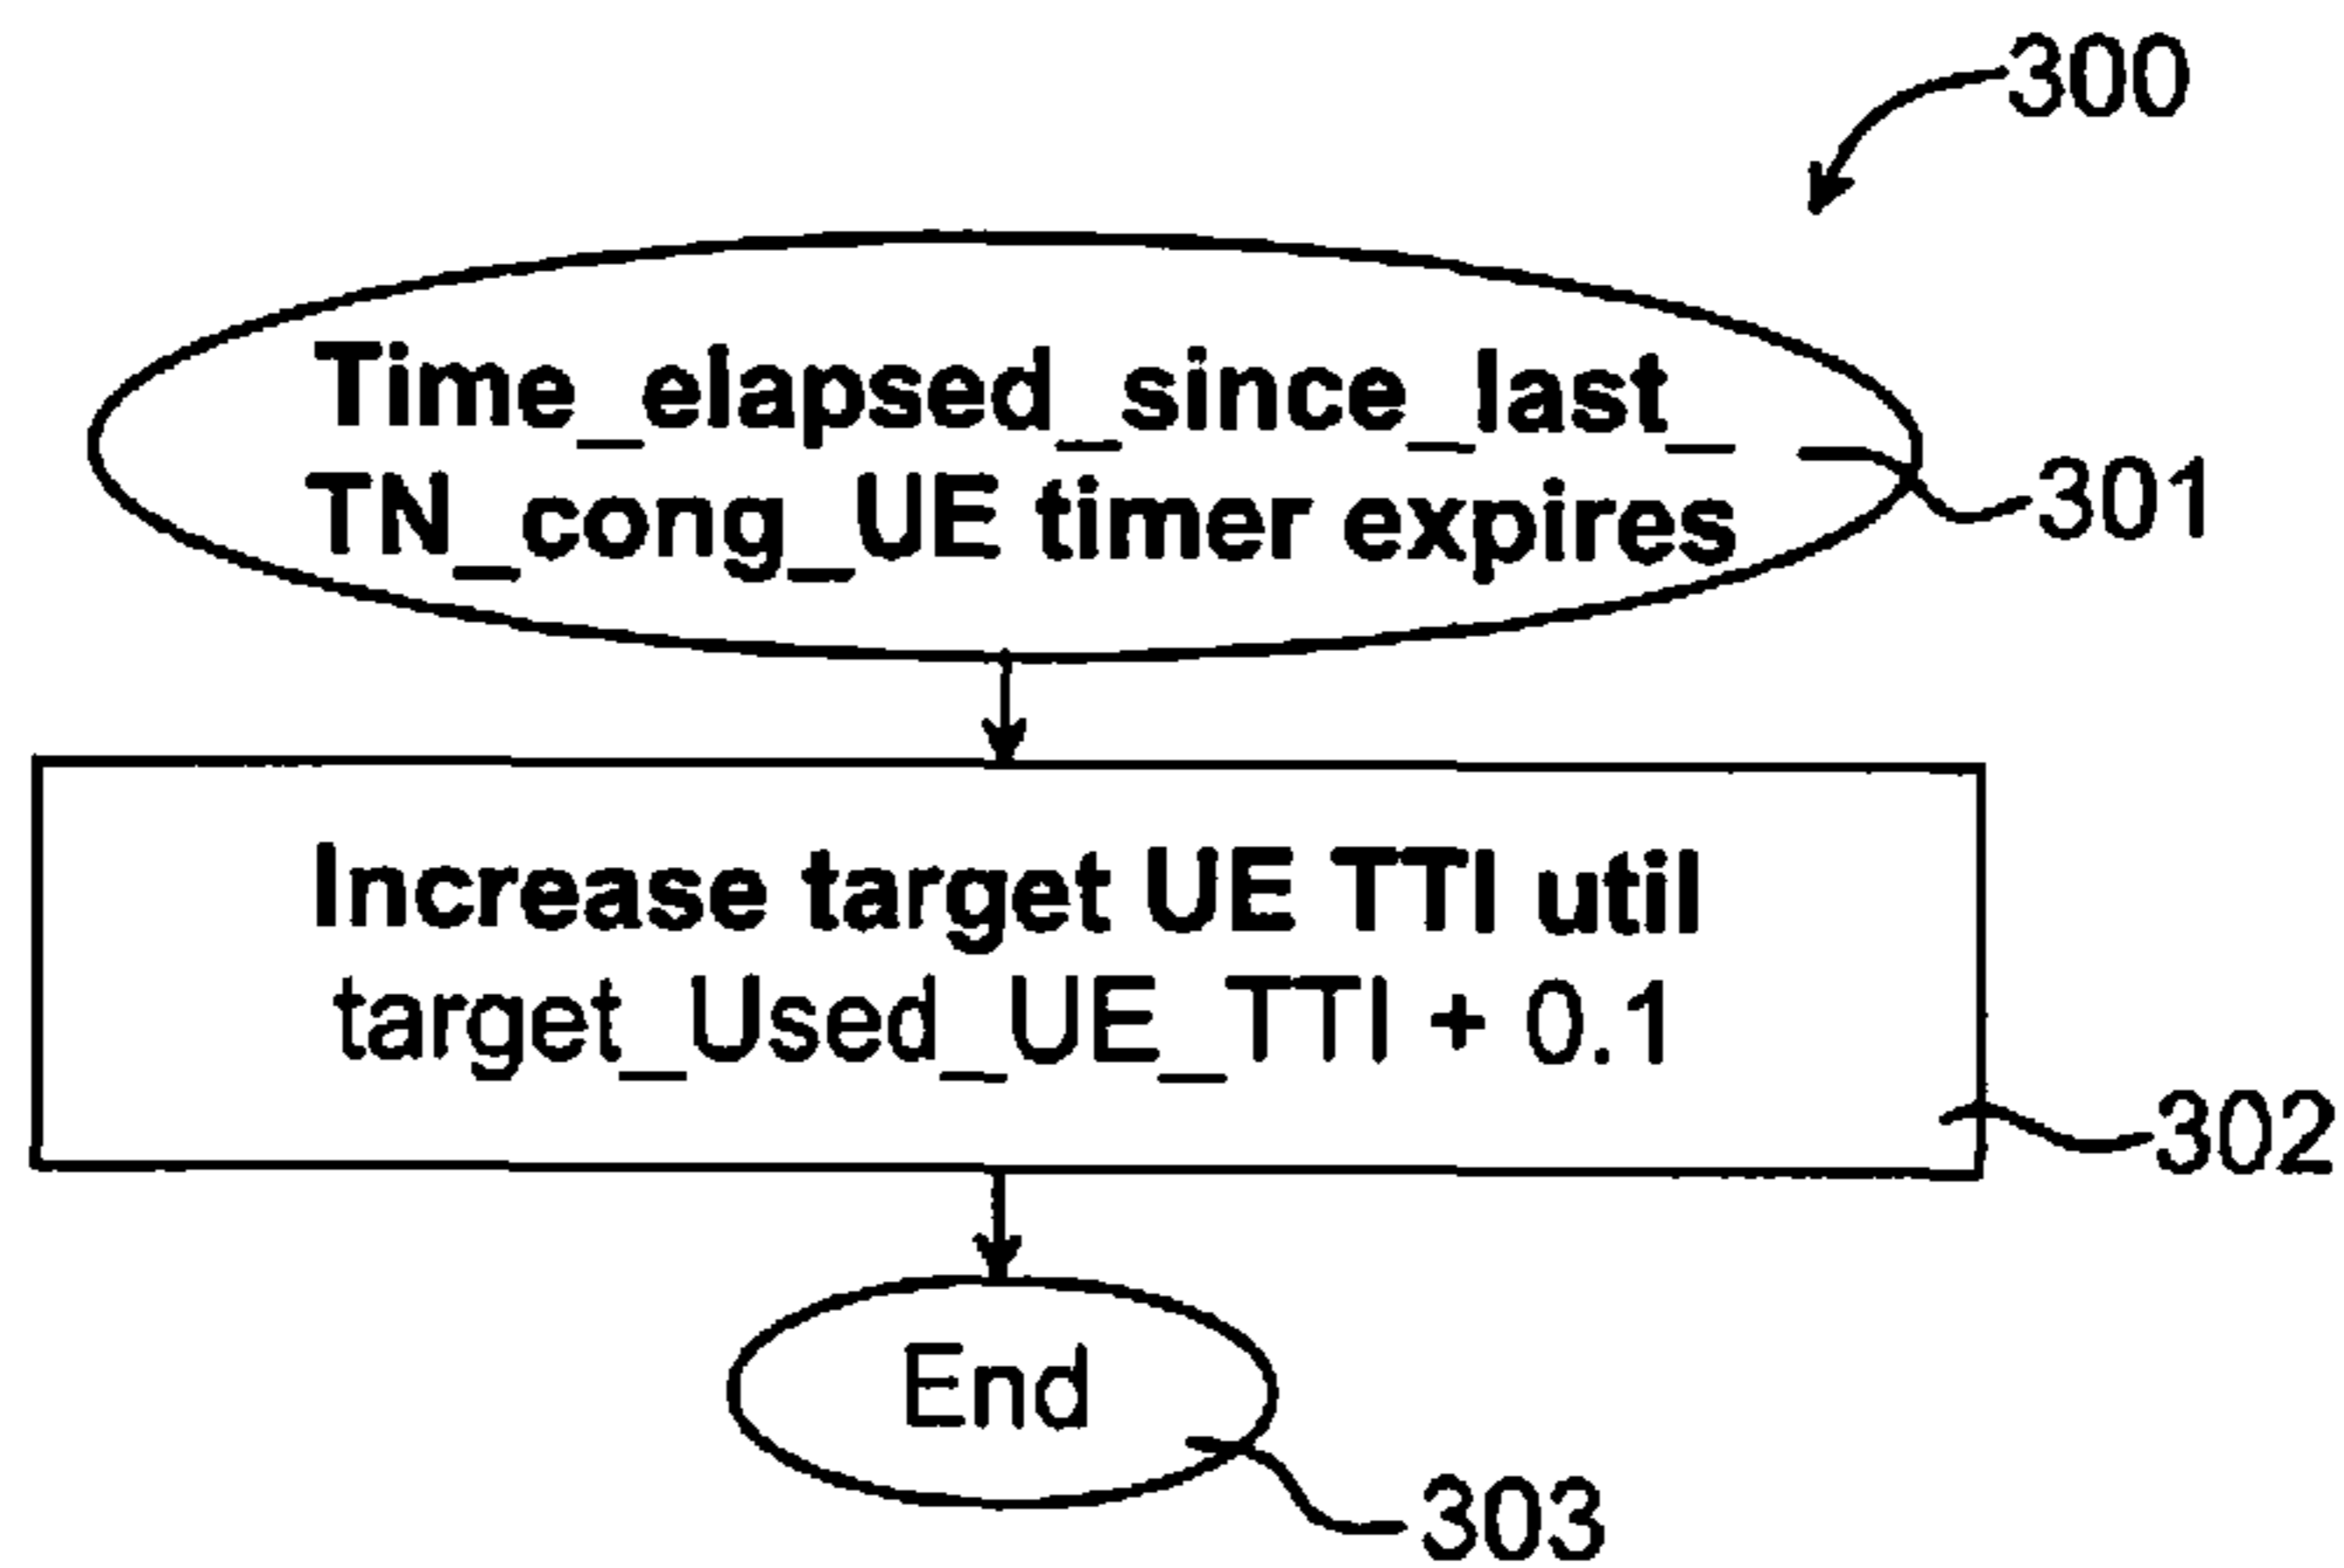 300
Time_elapsed_since_last_
TN_cong_UE timer expires
301
Increase target UE TTI util
target_Used_UE_TTI + 0.1
302
End
303